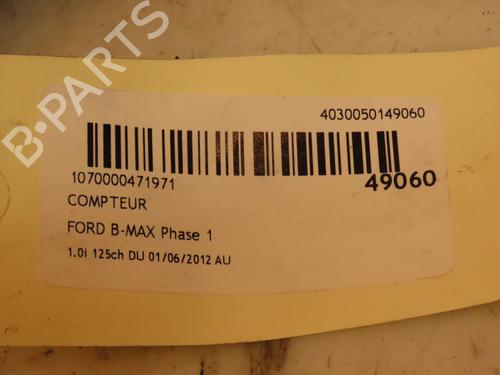 B-PARTS
4030050149060
1070000471971
49060
COMPTEUR
FORD B-MAX Phase 1
1.0i 125ch DU 01/06/2012 AU